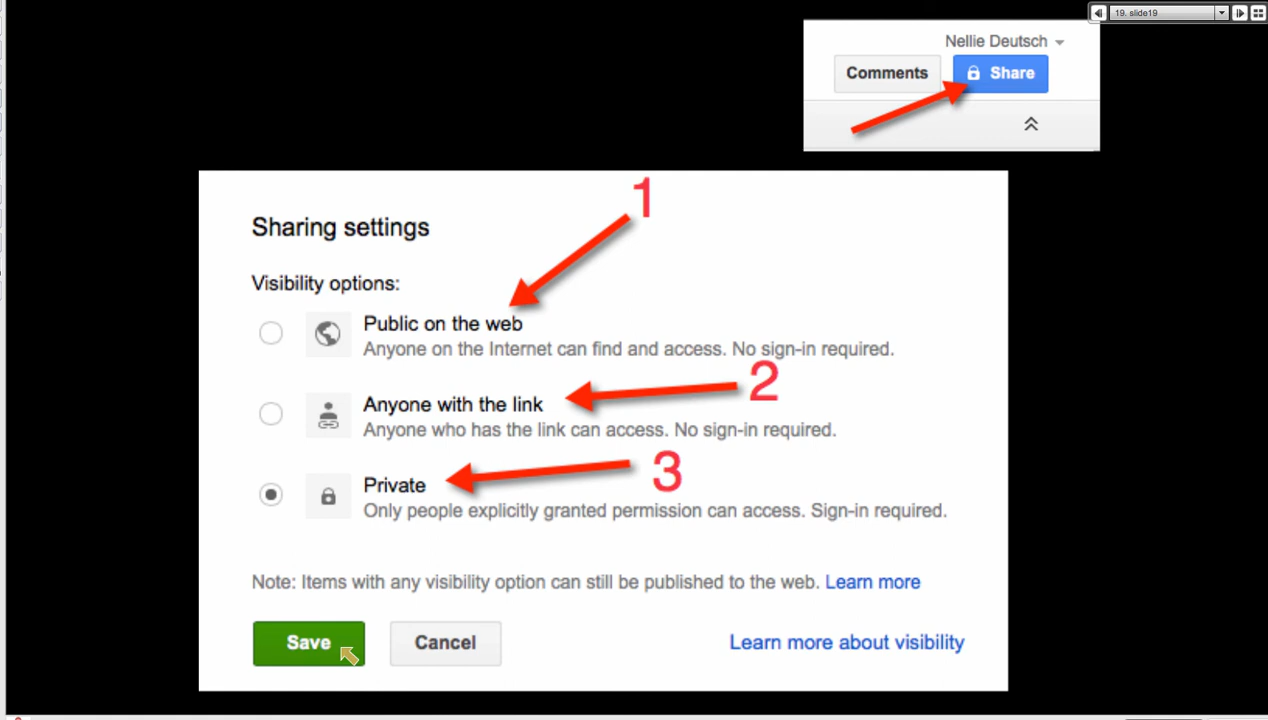 19. slide19
Nellie Deutsch
Comments
Share
1
Sharing settings
Visibility options:
Public on the web
Anyone on the Internet can find and access. No sign-in required.
2
Anyone with the link
Anyone who has the link can access. No sign-in required.
3
Private
Only people explicitly granted permission can access. Sign-in required.
Note: Items with any visibility option can still be published to the web. Learn more
Save
Cancel
Learn more about visibility